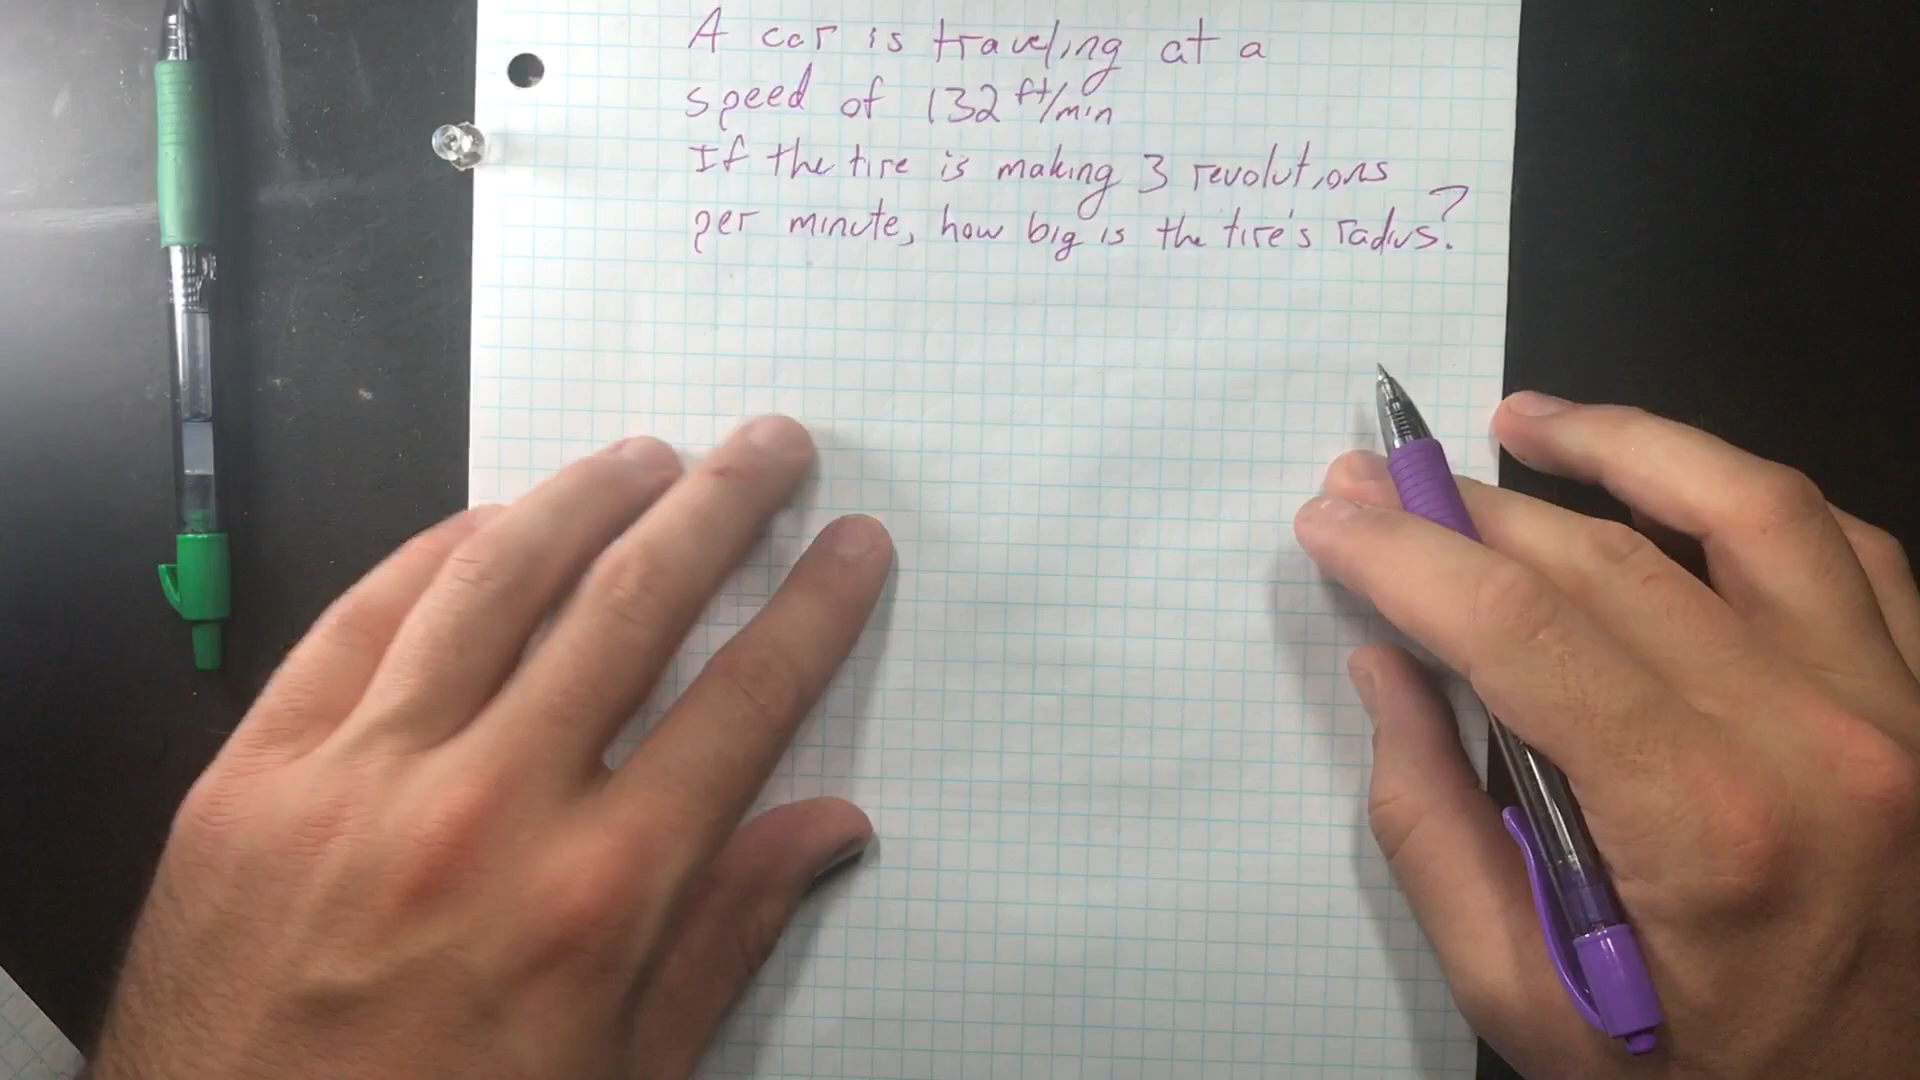 A car is traveling at a
speed of 132 ft/min
If the tire is making 3 revolutions
per minute, how big is the tire's radius?